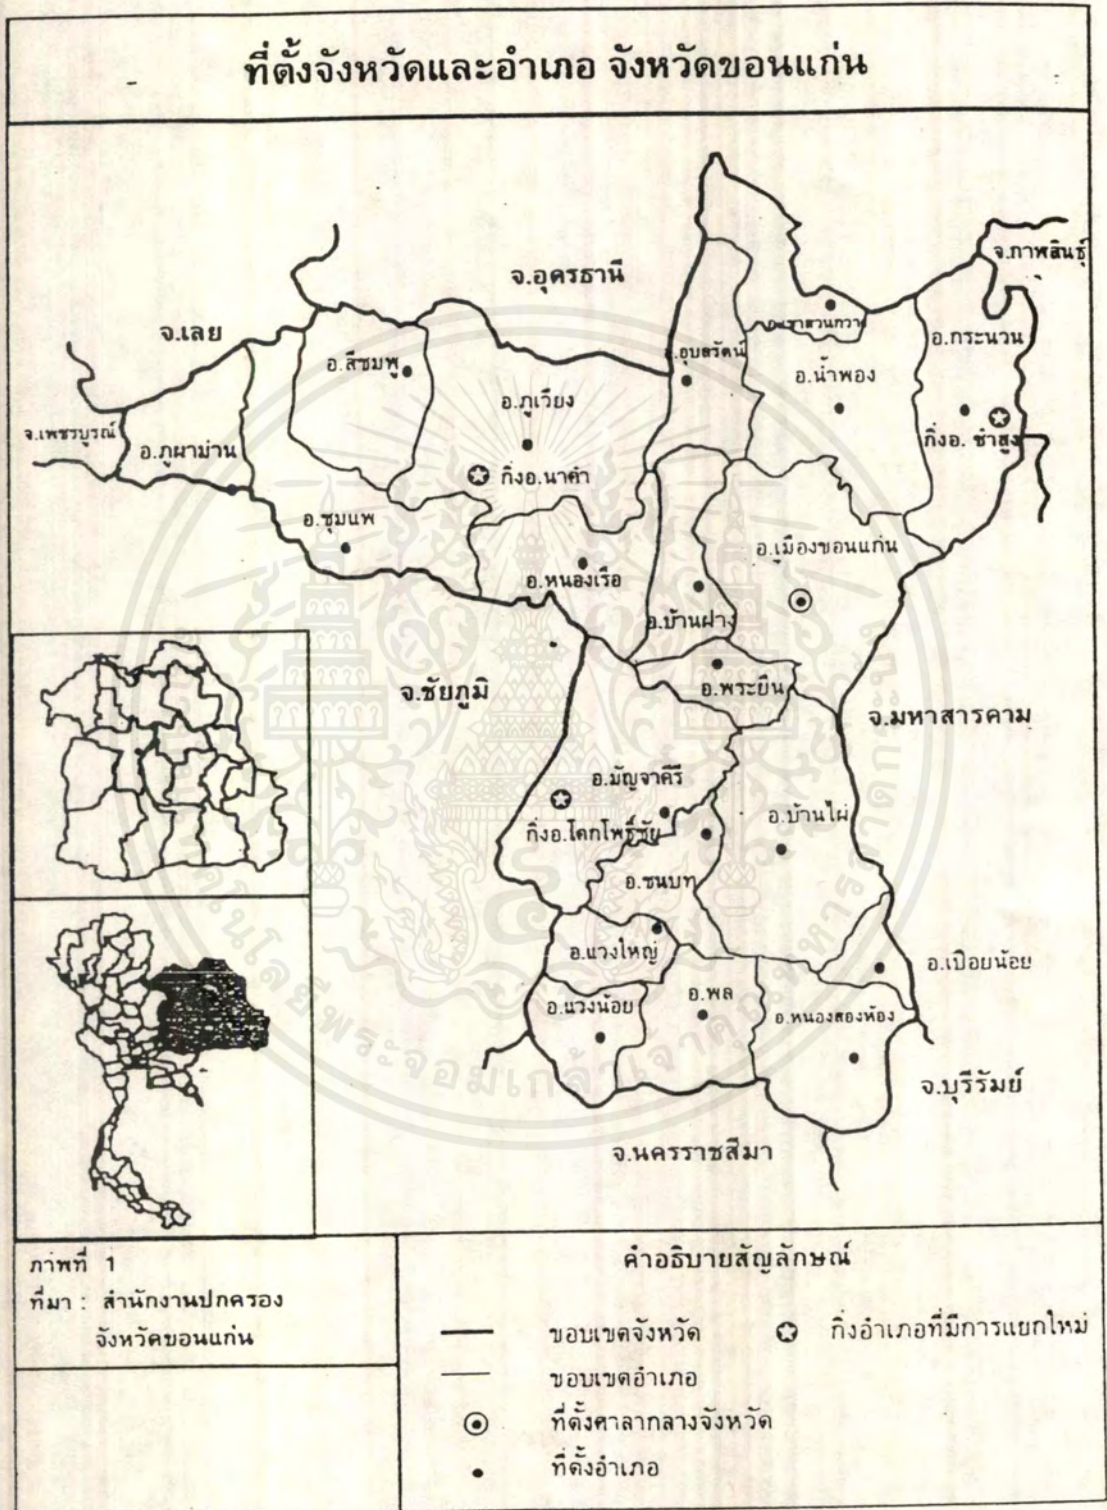 ที่ตั้งจังหวัดและอำเภอ จังหวัดขอนแก่น
จ.กาฬสินธุ์
จ.อุดรธานี
จ.เลย
อ.เขาสวนกวาง
อ.กระนวน
อ.สีชมพู
อ.อุบลรัตน์
อ.น้ำพอง
อ.ภูเวียง
จ.เพชรบูรณ์
อ.ภูผาม่าน
กิ่งอ. ซำสูง
กิ่งอ.นาคำ
อ.ชุมแพ
อ.เมืองขอนแก่น
อ.หนองเรือ
อ.บ้านฝาง
จ.ชัยภูมิ
อ.พระยืน
จ.มหาสารคาม
อ.มัญจาคีรี
อ.บ้านไผ่
กิ่งอ.โคกโพธิ์ชัย
อ.ชนบท
อ.แวงใหญ่
อ.เปือยน้อย
อ.แวงน้อย
อ.พล
อ.หนองสองห้อง
จ.บุรีรัมย์
จ.นครราชสีมา
ภาพที่ 1
ที่มา : สำนักงานปกครอง
จังหวัดขอนแก่น
คำอธิบายสัญลักษณ์
ขอบเขตจังหวัด
กิ่งอำเภอที่มีการแยกใหม่
ขอบเขตอำเภอ
ที่ตั้งศาลากลางจังหวัด
ที่ตั้งอำเภอ